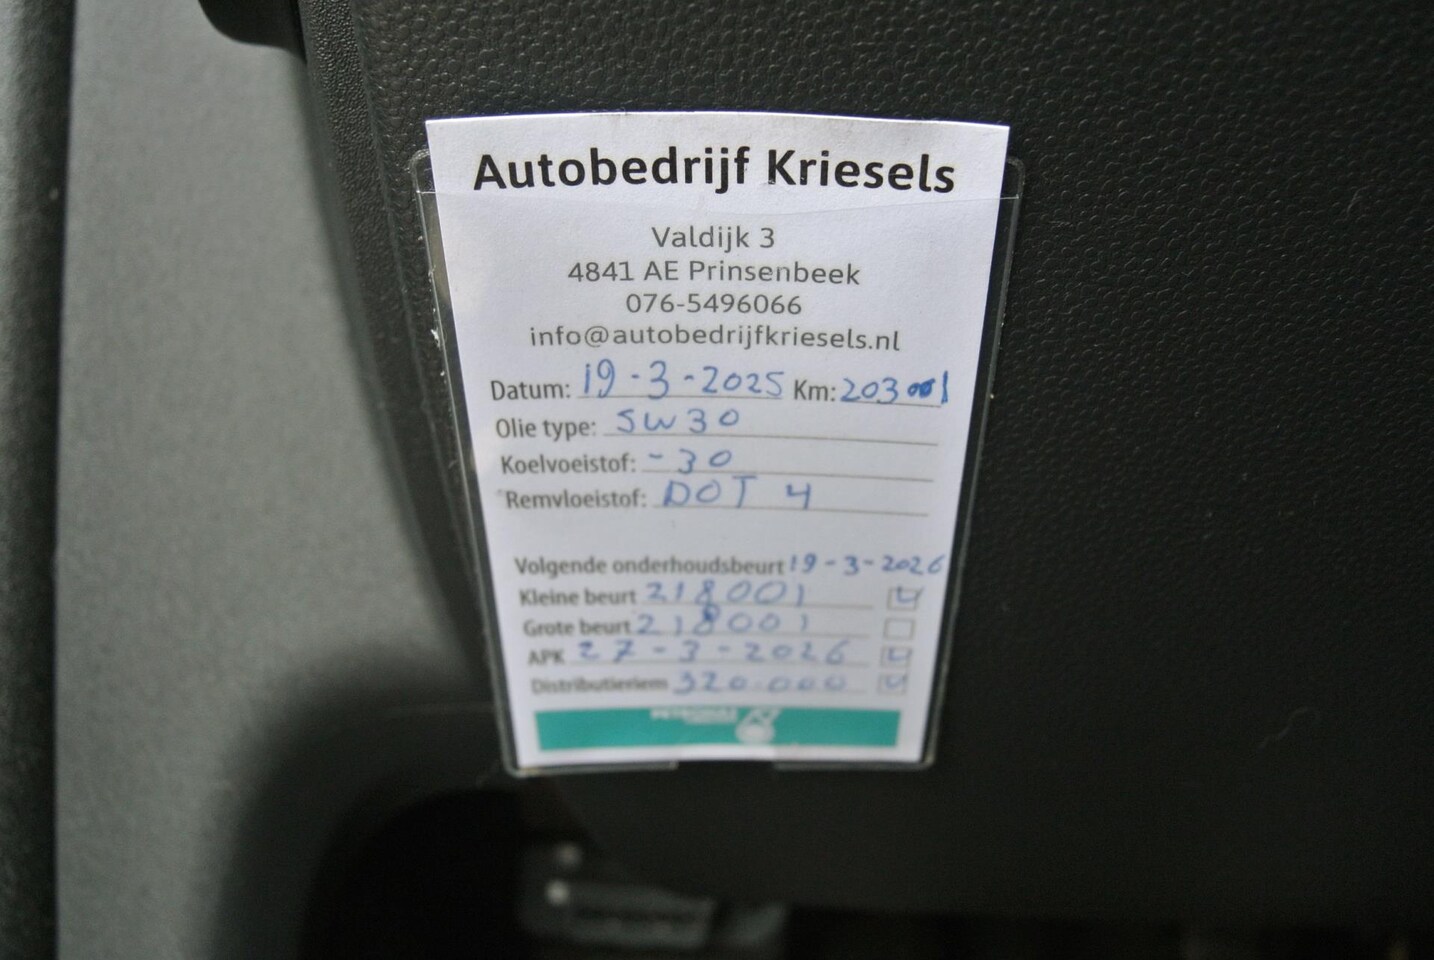 Autobedrijf Kriesels
Valdijk 3
4841 AE Prinsenbeek
076-5496066
info@autobedrijfkriesels.nl
Datum: 19-3-2025 Km: 203001
Olie type: 5W30
Koelvoeistof: -30
Remvloeistof: DOT 4
Volgende onderhoudsbeurt 19-3-2026
Kleine beurt 218001
Grote beurt 218001
APK 27-3-2026
Distributieriem 320.000
PETRONAS